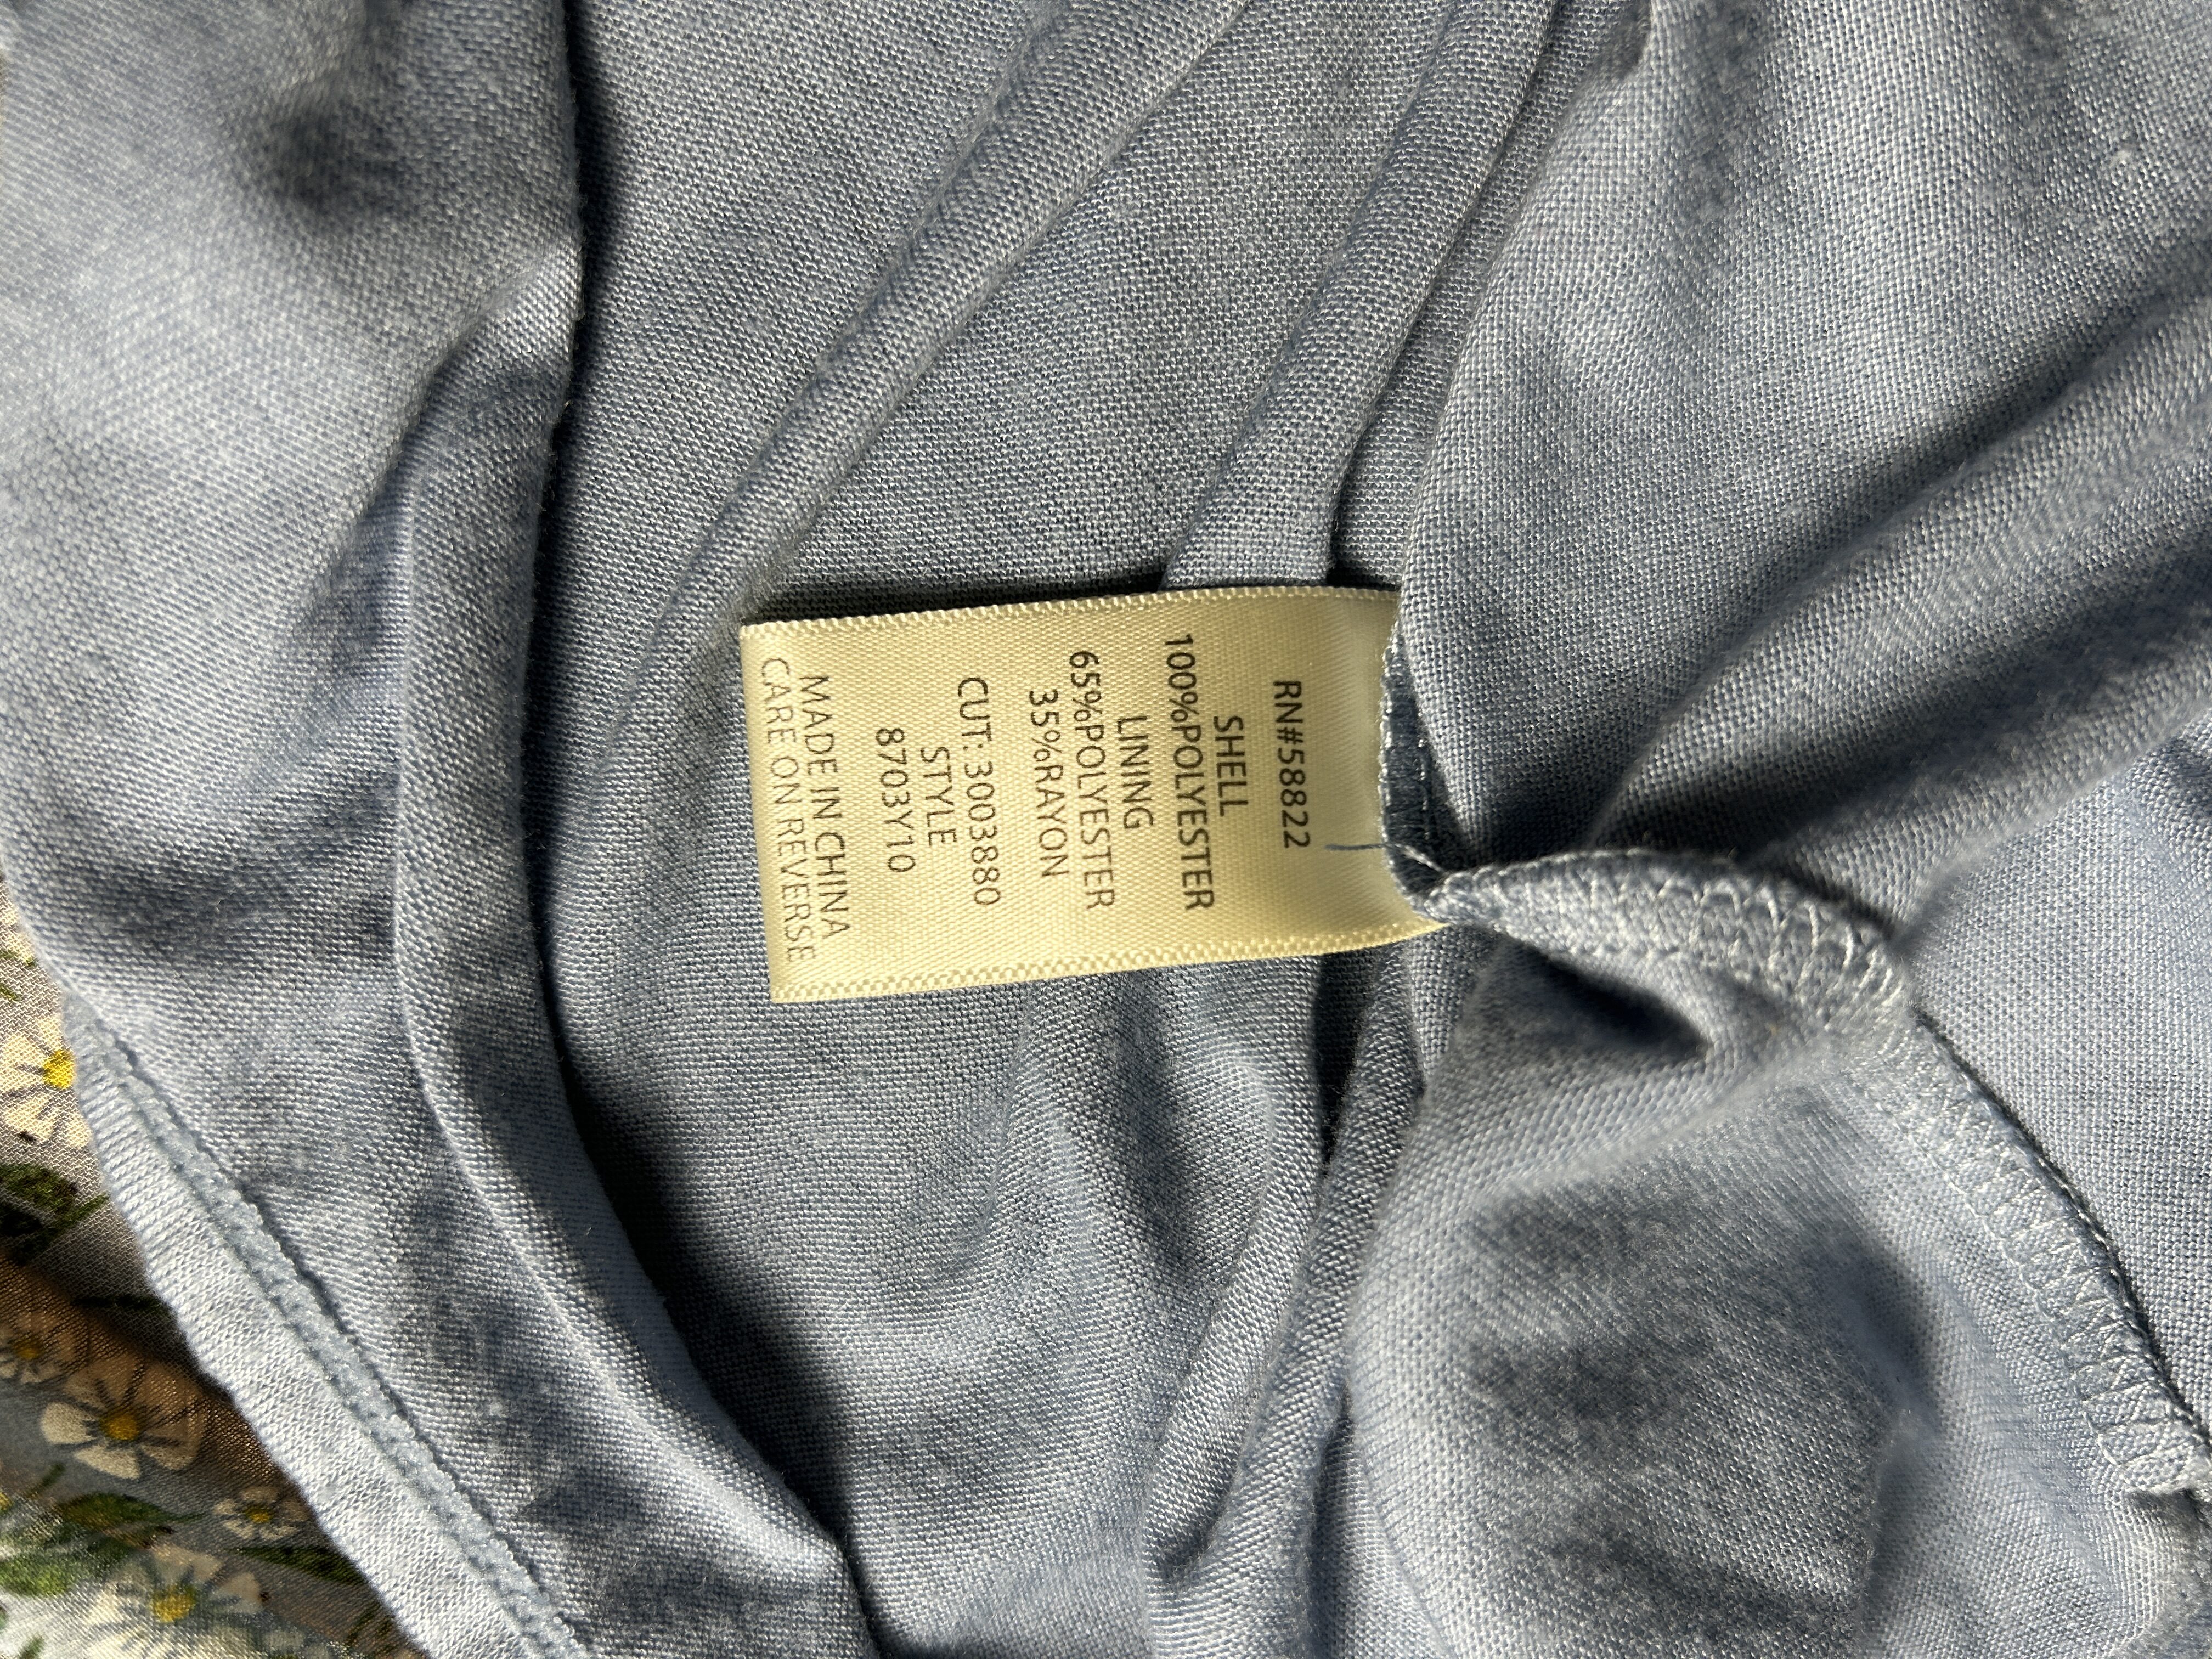 RN#58822
SHELL
100%POLYESTER
LINING
65%POLYESTER
35%RAYON
CUT:3003880
STYLE
8703Y10
MADE IN CHINA
CARE ON REVERSE